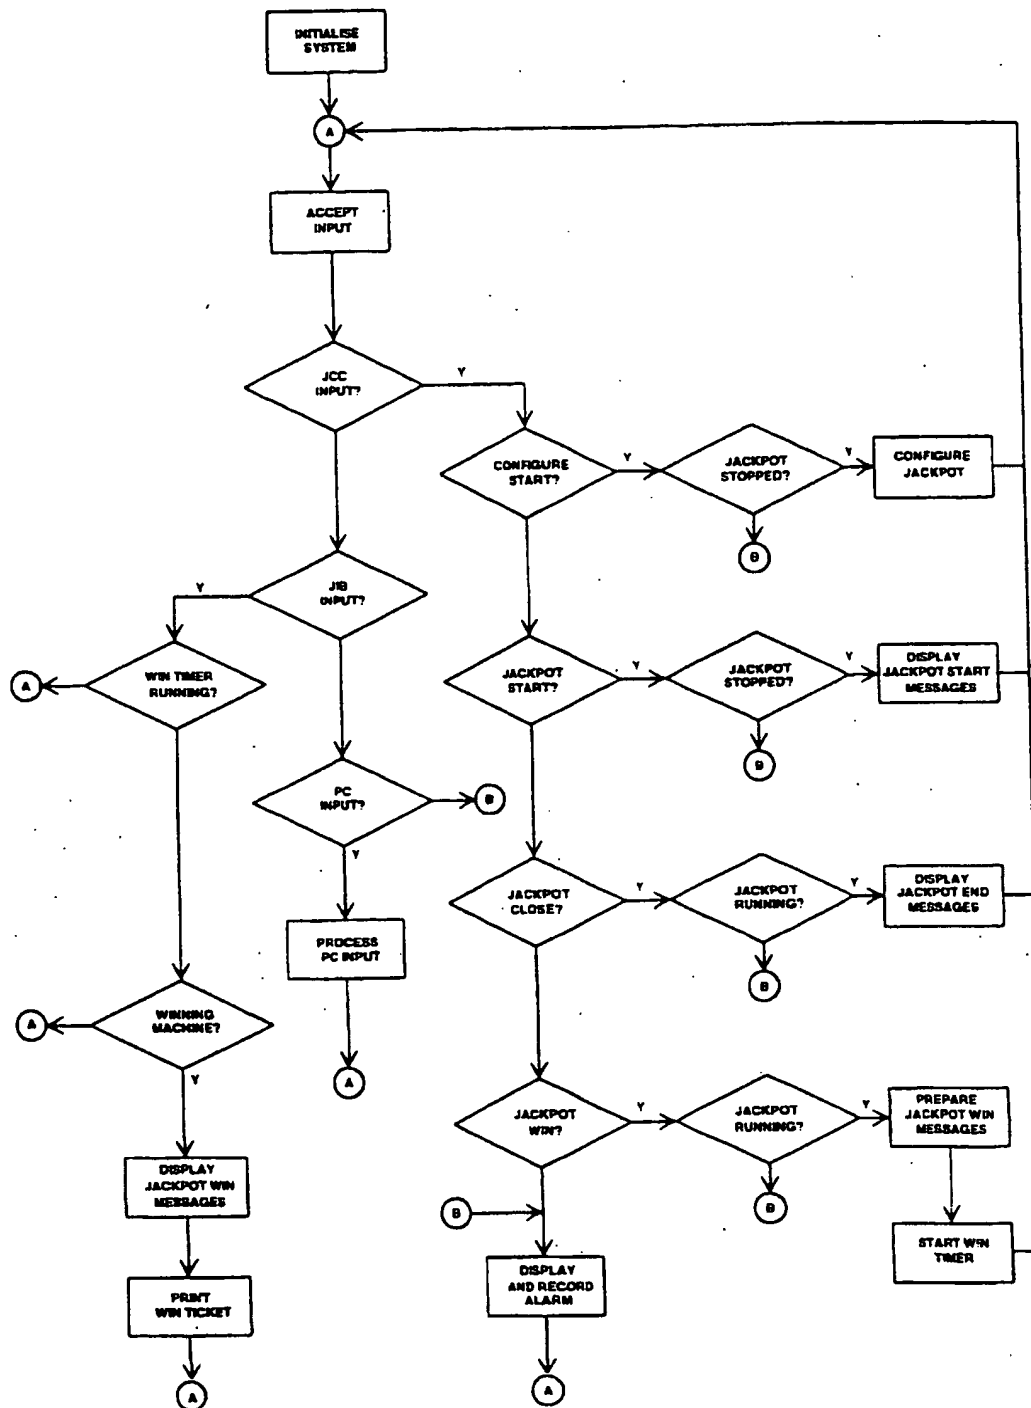 INITIALISE
SYSTEM
A
ACCEPT
INPUT
JCC
INPUT?
Y
CONFIGURE
START?
Y
JACKPOT
STOPPED?
Y
CONFIGURE
JACKPOT
B
Y
JIB
INPUT?
A
WIN TIMER
RUNNING?
JACKPOT
START?
Y
JACKPOT
STOPPED?
Y
DISPLAY
JACKPOT START
MESSAGES
B
PC
INPUT?
B
Y
JACKPOT
CLOSE?
Y
JACKPOT
RUNNING?
Y
DISPLAY
JACKPOT END
MESSAGES
B
PROCESS
PC INPUT
A
A
WINNING
MACHINE?
Y
JACKPOT
WIN?
Y
JACKPOT
RUNNING?
Y
PREPARE
JACKPOT WIN
MESSAGES
B
DISPLAY
JACKPOT WIN
MESSAGES
B
START WIN
TIMER
DISPLAY
AND RECORD
ALARM
PRINT
WIN TICKET
A
A